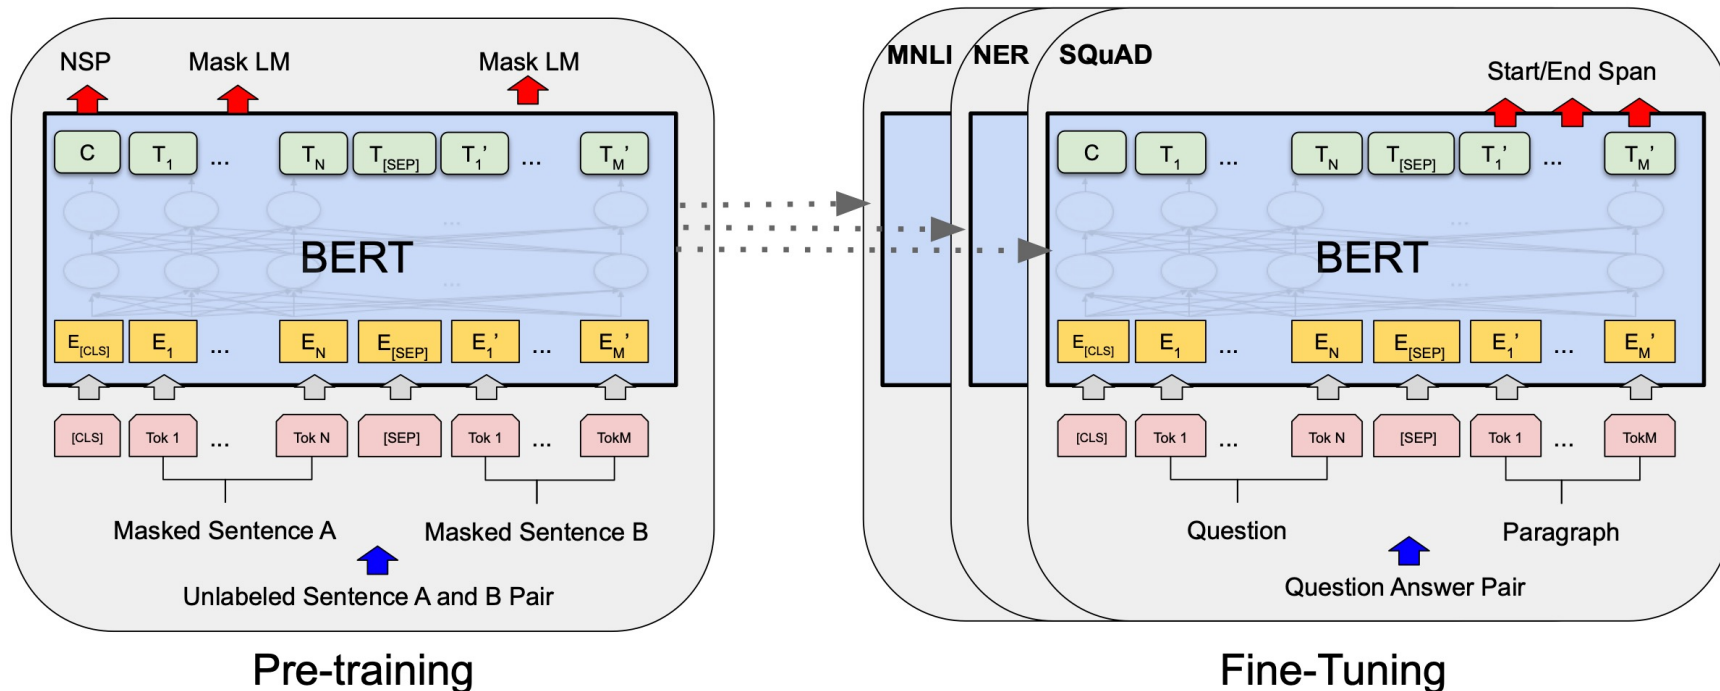 NSP Mask LM Mask LM
C T1 ... TN T[SEP] T1' ... TM'
...
BERT
...
E[CLS] E1 ... EN E[SEP] E1' ... EM'
[CLS] Tok 1 ... Tok N [SEP] Tok 1 ... TokM
Masked Sentence A Masked Sentence B
Unlabeled Sentence A and B Pair
Pre-training
MNLI NER SQuAD
Start/End Span
C T1 ... TN T[SEP] T1' ... TM'
...
BERT
...
E[CLS] E1 ... EN E[SEP] E1' ... EM'
[CLS] Tok 1 ... Tok N [SEP] Tok 1 ... TokM
Question Paragraph
Question Answer Pair
Fine-Tuning